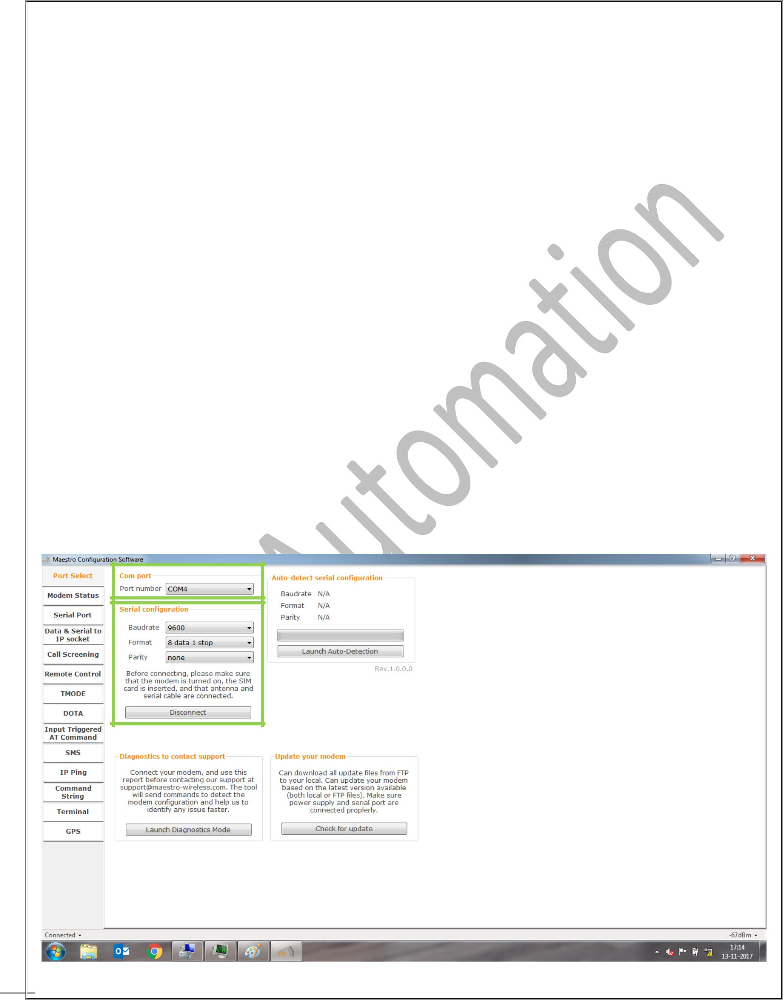 Automation
Maestro Configuration Software
Port Select
Modem Status
Serial Port
Data & Serial to
IP socket
Call Screening
Remote Control
TMODE
DOTA
Input Triggered
AT Command
SMS
IP Ping
Command
String
Terminal
GPS
Com port
Port number COM4
Serial configuration
Baudrate 9600
Format 8 data 1 stop
Parity none
Before connecting, please make sure
that the modem is turned on, the SIM
card is inserted, and that antenna and
serial cable are connected.
Disconnect
Auto-detect serial configuration
Baudrate N/A
Format N/A
Parity N/A
Launch Auto-Detection
Rev.1.0.0.0
Diagnostics to contact support
Connect your modem, and use this
report before contacting our support at
support@maestro-wireless.com. The tool
will send commands to detect the
modem configuration and help us to
identify any issue faster.
Launch Diagnostics Mode
Update your modem
Can download all update files from FTP
to your local. Can update your modem
based on the latest version available
(both local or FTP files). Make sure
power supply and serial port are
connected proplerly.
Check for update
Connected
-67dBm
17:14
13-11-2017